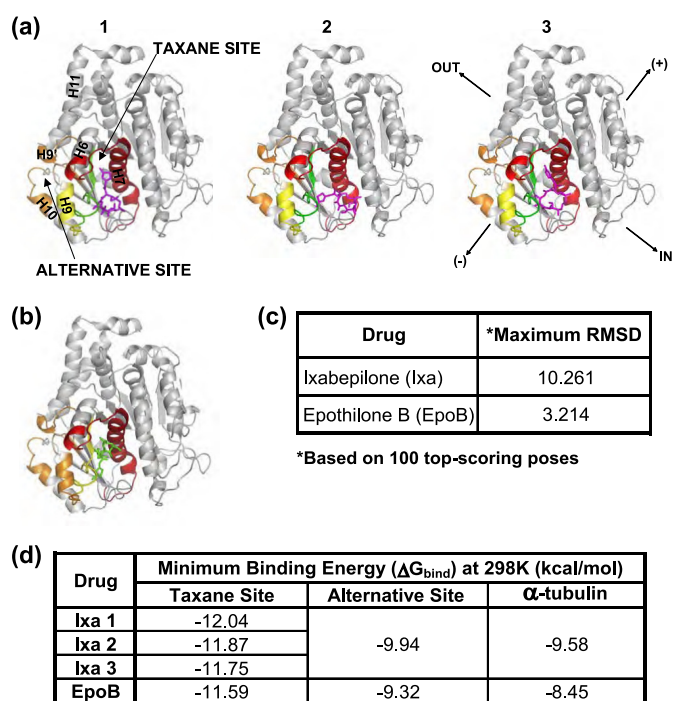 (a)
1
2
3
TAXANE SITE
OUT
(+)
H11
H6
H9'
H7
H9
H10
ALTERNATIVE SITE
(-)
IN
(b)
(c)
Drug *Maximum RMSD
Ixabepilone (Ixa) 10.261
Epothilone B (EpoB) 3.214
*Based on 100 top-scoring poses
(d)
Drug Minimum Binding Energy (ΔGbind) at 298K (kcal/mol)
Taxane Site Alternative Site α-tubulin
Ixa 1 -12.04
Ixa 2 -11.87 -9.94 -9.58
Ixa 3 -11.75
EpoB -11.59 -9.32 -8.45